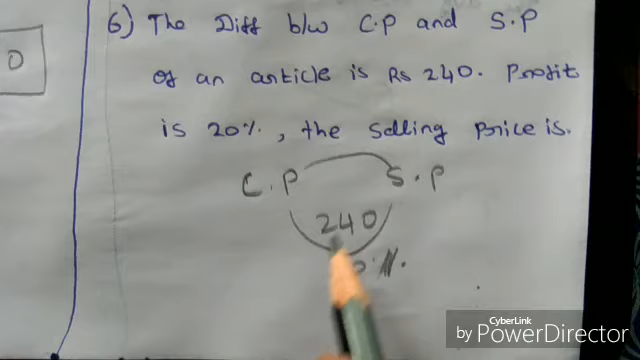 6) The Diff b/w C.P and S.P
of an article is Rs 240. Profit
is 20%, the selling price is.
D
C.P S.P
240
0%.
CyberLink
by PowerDirector